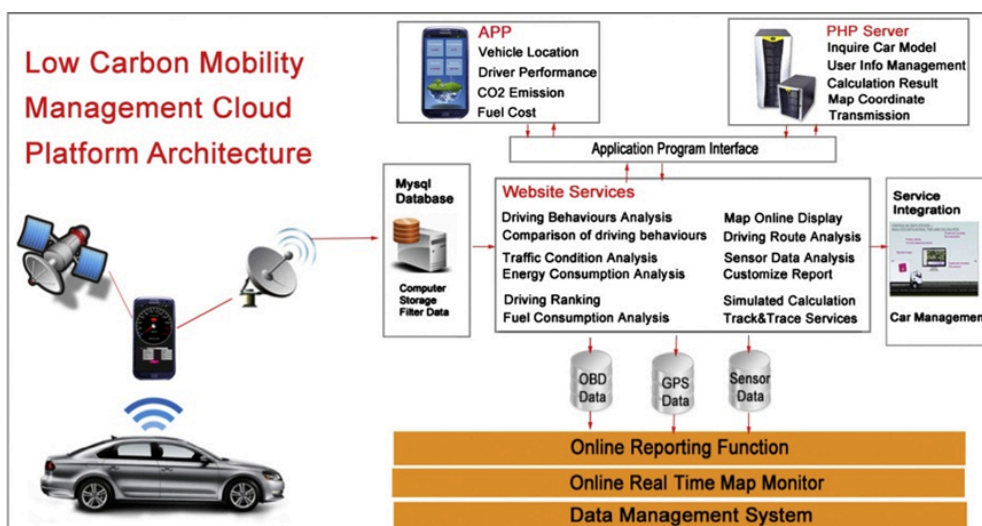 Low Carbon Mobility
Management Cloud
Platform Architecture
APP
Vehicle Location
Driver Performance
CO2 Emission
Fuel Cost
PHP Server
Inquire Car Model
User Info Management
Calculation Result
Map Coordinate
Transmission
Application Program Interface
Mysql
Database
Computer
Storage
Filter Data
Website Services
Driving Behaviours Analysis
Comparison of driving behaviours
Traffic Condition Analysis
Energy Consumption Analysis
Driving Ranking
Fuel Consumption Analysis
Map Online Display
Driving Route Analysis
Sensor Data Analysis
Customize Report
Simulated Calculation
Track&Trace Services
Service
Integration
Car Management
OBD
Data
GPS
Data
Sensor
Data
Online Reporting Function
Online Real Time Map Monitor
Data Management System